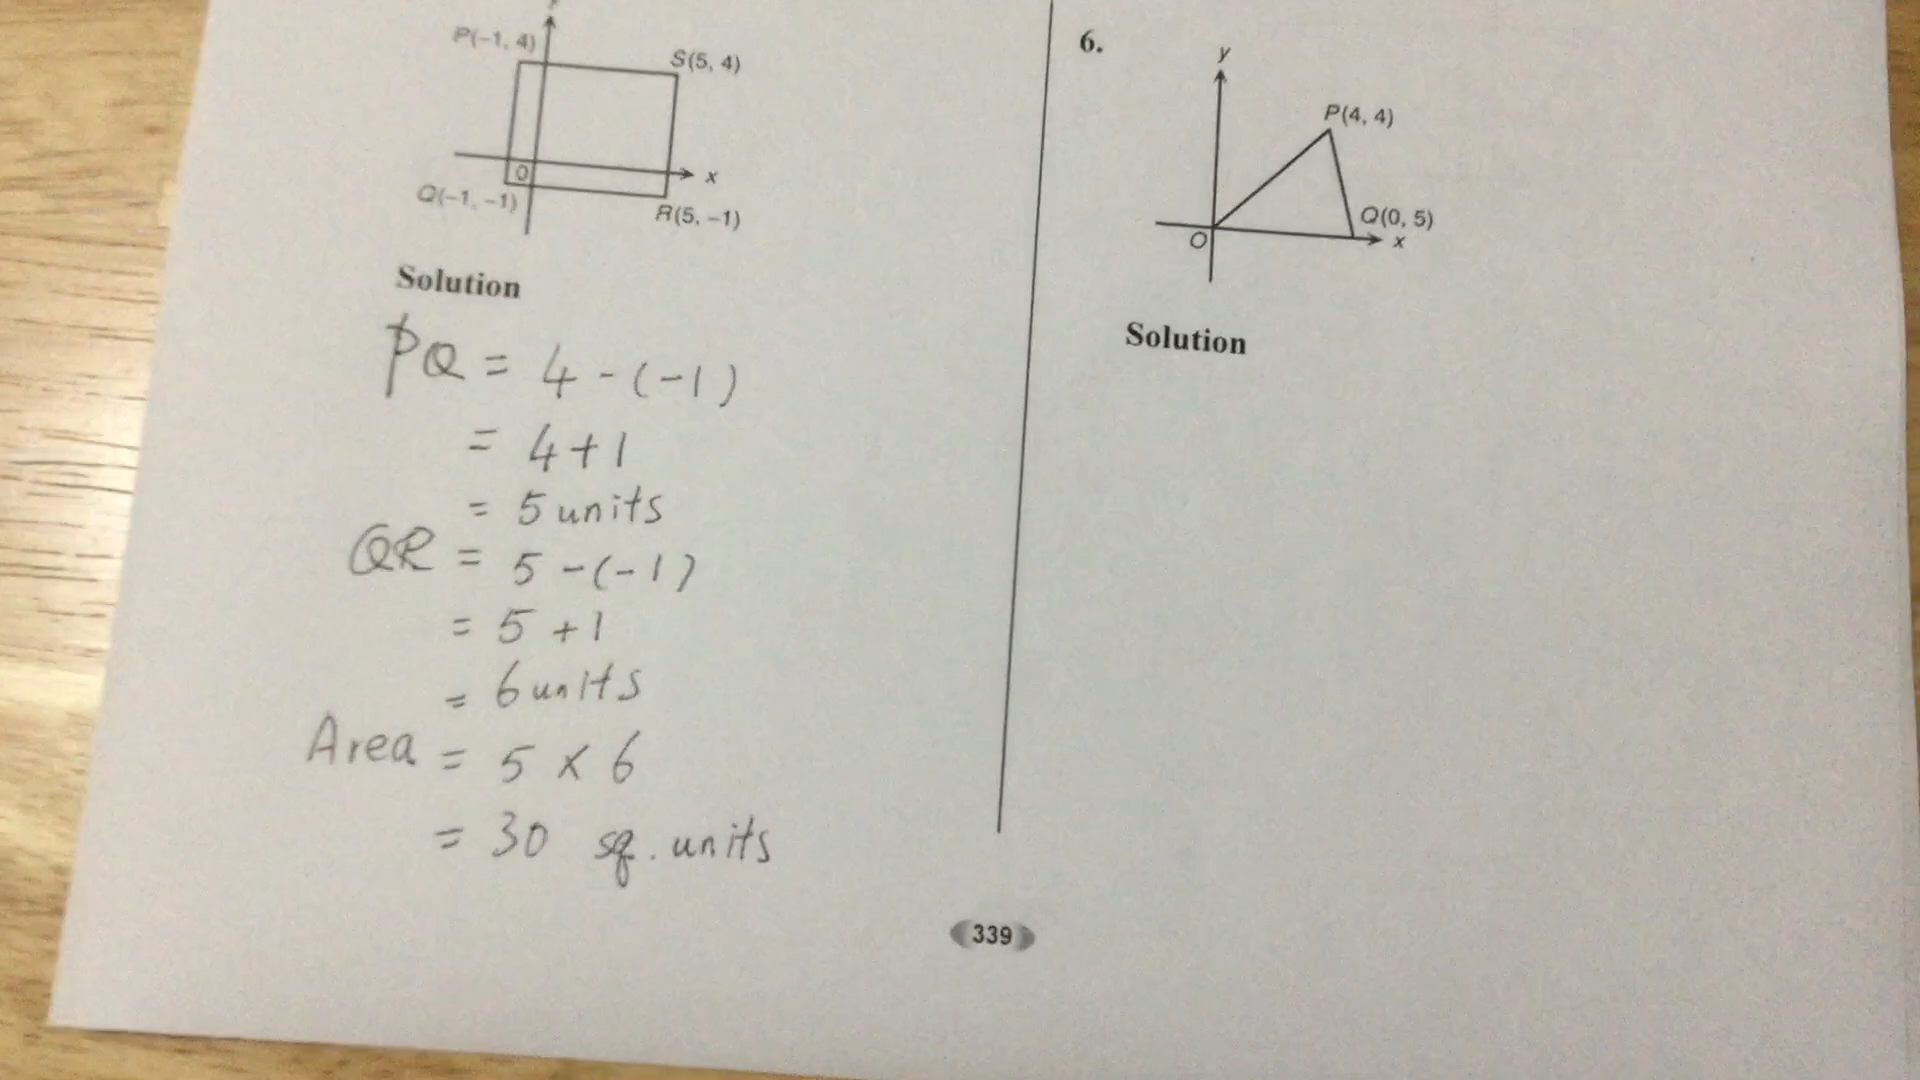 y
P(-1, 4)
S(5, 4)
O
x
Q(-1, -1)
R(5, -1)
Solution
PQ = 4 - (-1)
= 4 + 1
= 5 units
QR = 5 - (-1)
= 5 + 1
= 6 units
Area = 5 × 6
= 30 sq. units
6.
y
P(4, 4)
Q(0, 5)
O
x
Solution
339